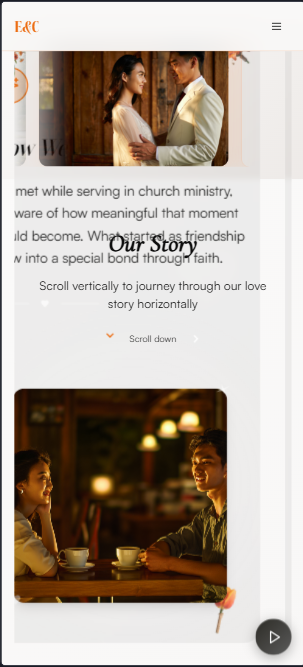 E&C
ow We
met while serving in church ministry,
ware of how meaningful that moment
uld become. What started as friendship
w into a special bond through faith.
Our Story
Scroll vertically to journey through our love
story horizontally
Scroll down